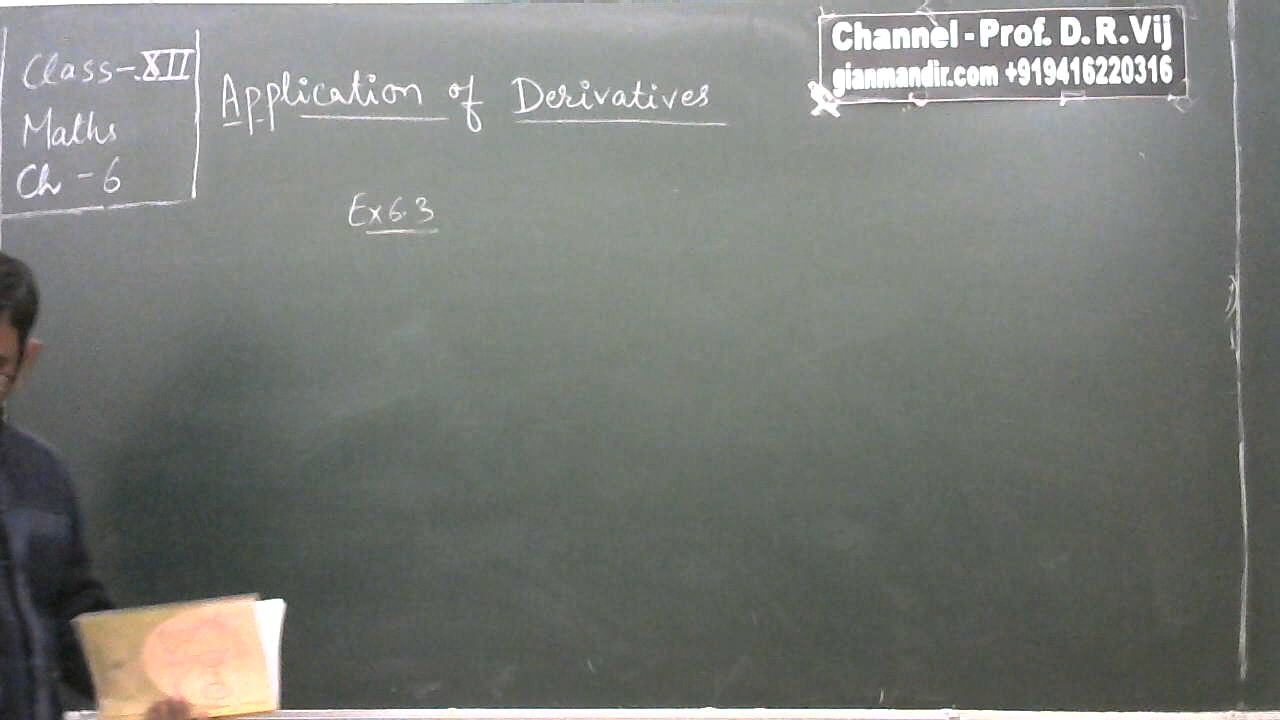 Class-XII
Maths
Ch-6
Application of Derivatives
Channel - Prof. D. R. Vij
gianmandir.com +919416220316
Ex 6.3